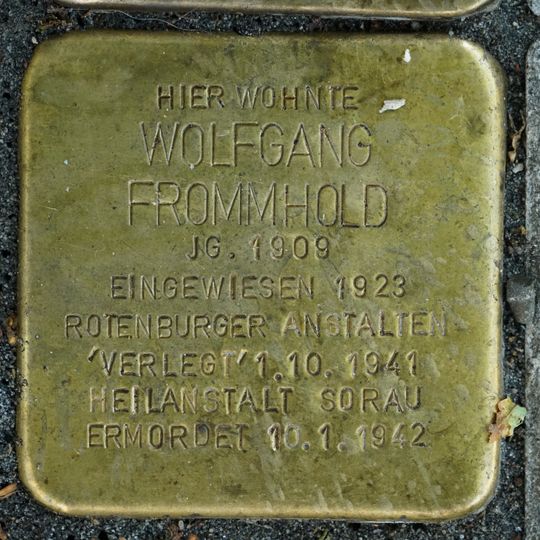 HIER WOHNTE
WOLFGANG
FROMMHOLD
JG. 1909
EINGEWIESEN 1923
ROTENBURGER ANSTALTEN
'VERLEGT' 1.10. 1941
HEILANSTALT SORAU
ERMORDET 10.1. 1942